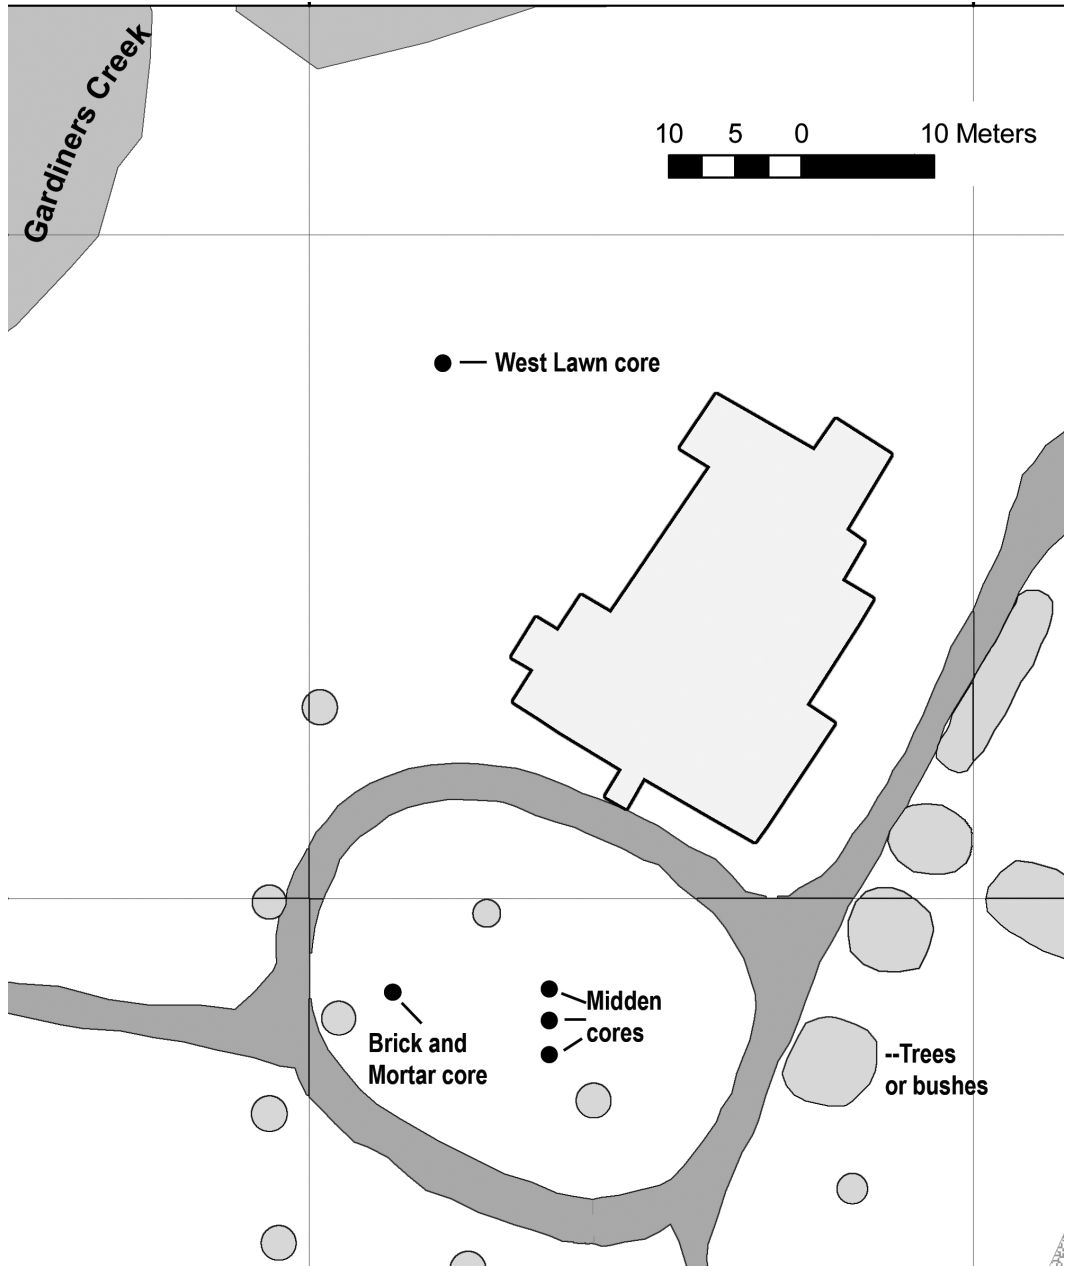 Gardiners Creek
10 5 0 10 Meters
West Lawn core
Midden
cores
Brick and
Mortar core
--Trees
or bushes